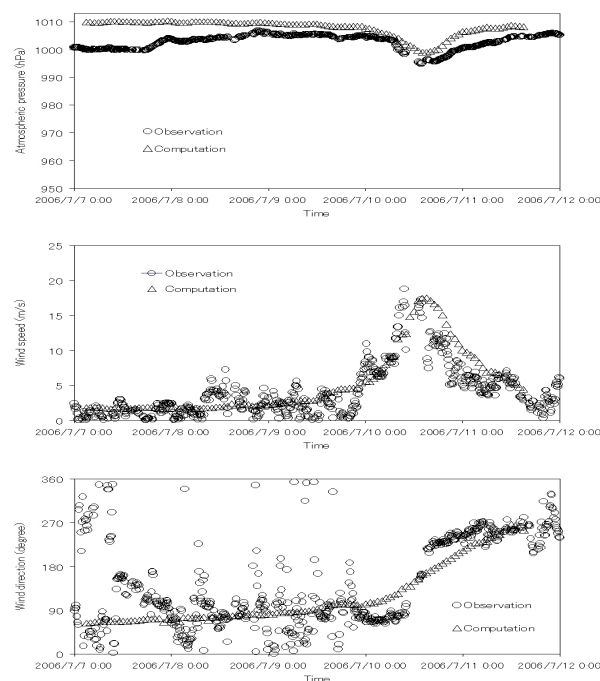 Atmospheric pressure (hPa)
1010
1000
990
980
970
960
950
Observation
Computation
2006/7/7 0:00 2006/7/8 0:00 2006/7/9 0:00 2006/7/10 0:00 2006/7/11 0:00 2006/7/12 0:00
Time
Wind speed (m/s)
25
20
15
10
5
0
Observation
Computation
2006/7/7 0:00 2006/7/8 0:00 2006/7/9 0:00 2006/7/10 0:00 2006/7/11 0:00 2006/7/12 0:00
Time
Wind direction (degree)
360
270
180
90
0
Observation
Computation
2006/7/7 0:00 2006/7/8 0:00 2006/7/9 0:00 2006/7/10 0:00 2006/7/11 0:00 2006/7/12 0:00
Time